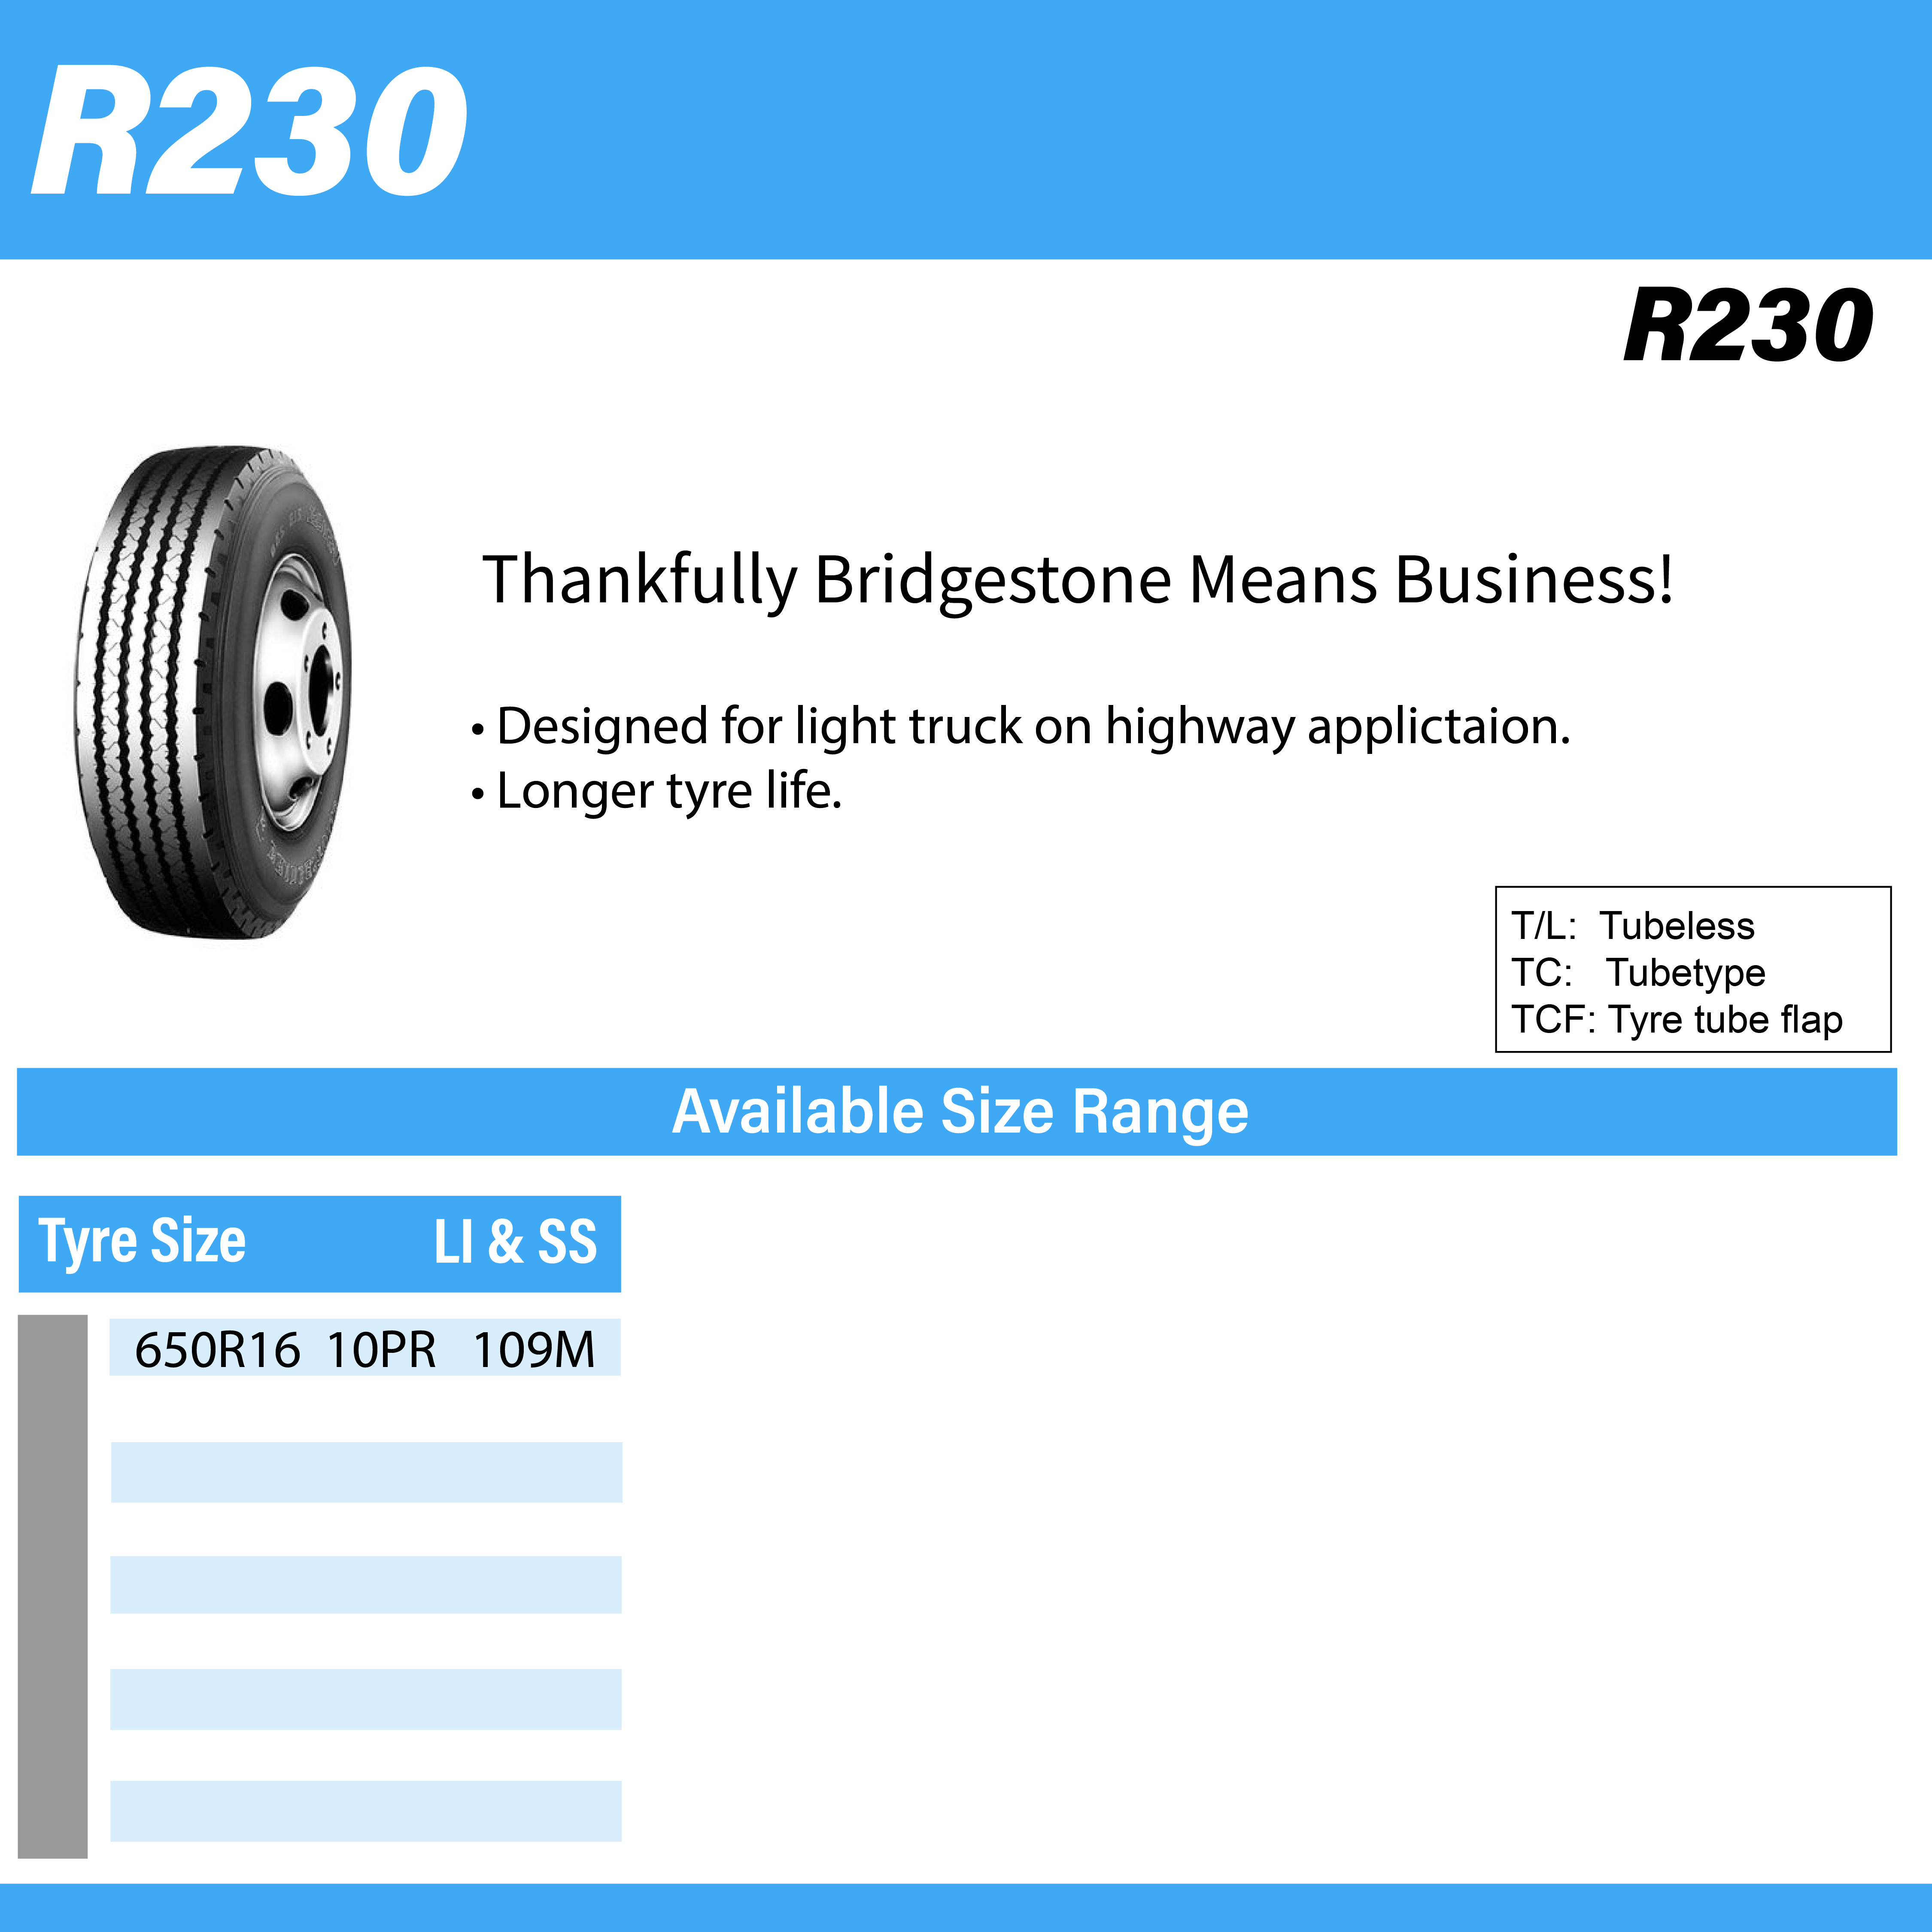 R230
R230
Thankfully Bridgestone Means Business!
• Designed for light truck on highway applictaion.
• Longer tyre life.
T/L: Tubeless
TC: Tubetype
TCF: Tyre tube flap
Available Size Range
Tyre Size LI & SS
650R16 10PR 109M